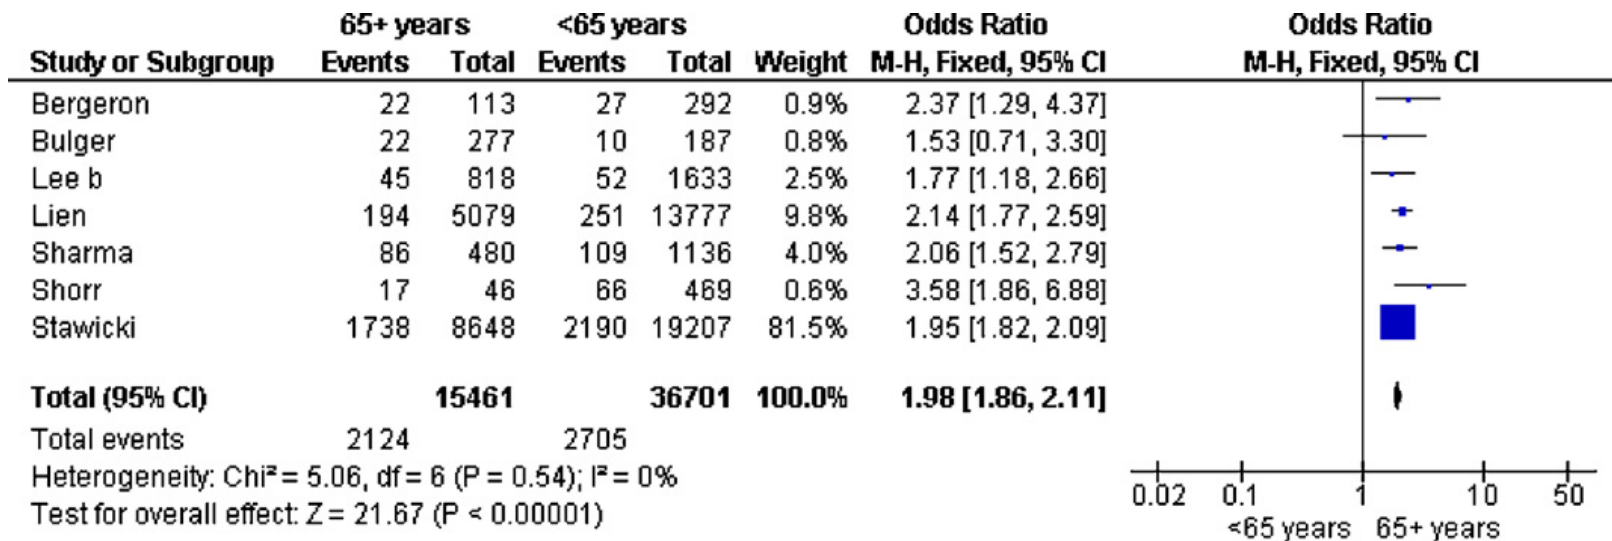 65+ years <65 years Odds Ratio Odds Ratio
Study or Subgroup Events Total Events Total Weight M-H, Fixed, 95% CI M-H, Fixed, 95% CI
Bergeron 22 113 27 292 0.9% 2.37 [1.29, 4.37]
Bulger 22 277 10 187 0.8% 1.53 [0.71, 3.30]
Lee b 45 818 52 1633 2.5% 1.77 [1.18, 2.66]
Lien 194 5079 251 13777 9.8% 2.14 [1.77, 2.59]
Sharma 86 480 109 1136 4.0% 2.06 [1.52, 2.79]
Shorr 17 46 66 469 0.6% 3.58 [1.86, 6.88]
Stawicki 1738 8648 2190 19207 81.5% 1.95 [1.82, 2.09]
Total (95% CI) 15461 36701 100.0% 1.98 [1.86, 2.11]
Total events 2124 2705
Heterogeneity: Chi² = 5.06, df = 6 (P = 0.54); I² = 0%
Test for overall effect: Z = 21.67 (P < 0.00001)
0.02 0.1 1 10 50
<65 years 65+ years